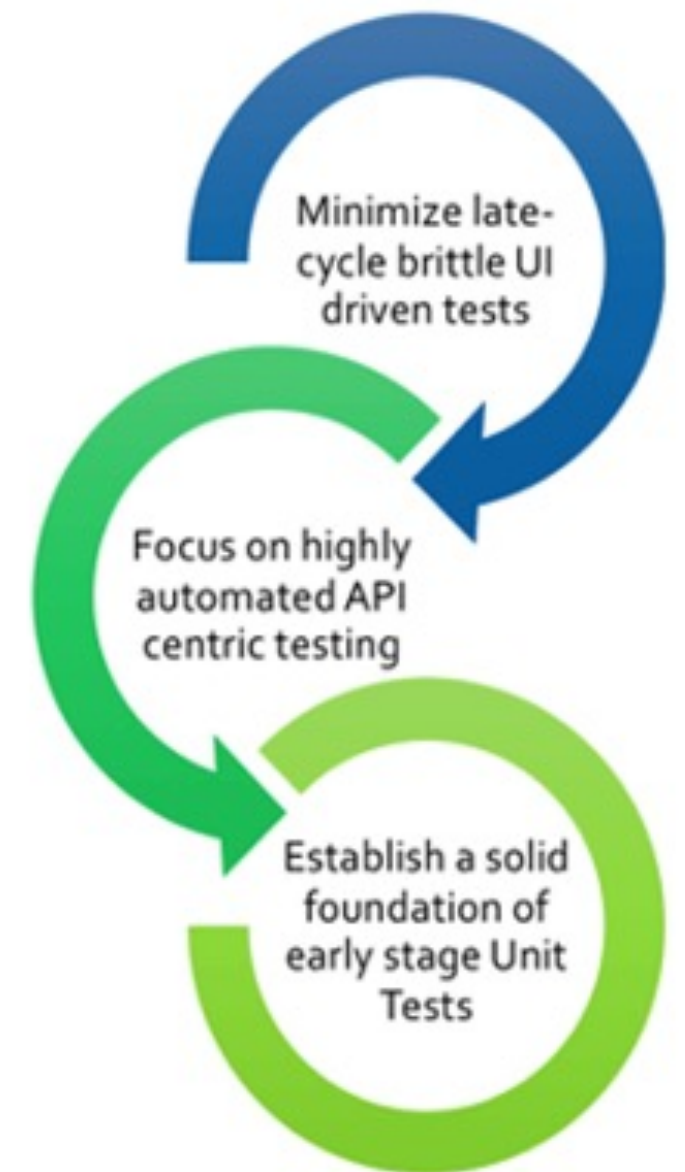 Minimize late-
cycle brittle UI
driven tests
Focus on highly
automated API
centric testing
Establish a solid
foundation of
early stage Unit
Tests